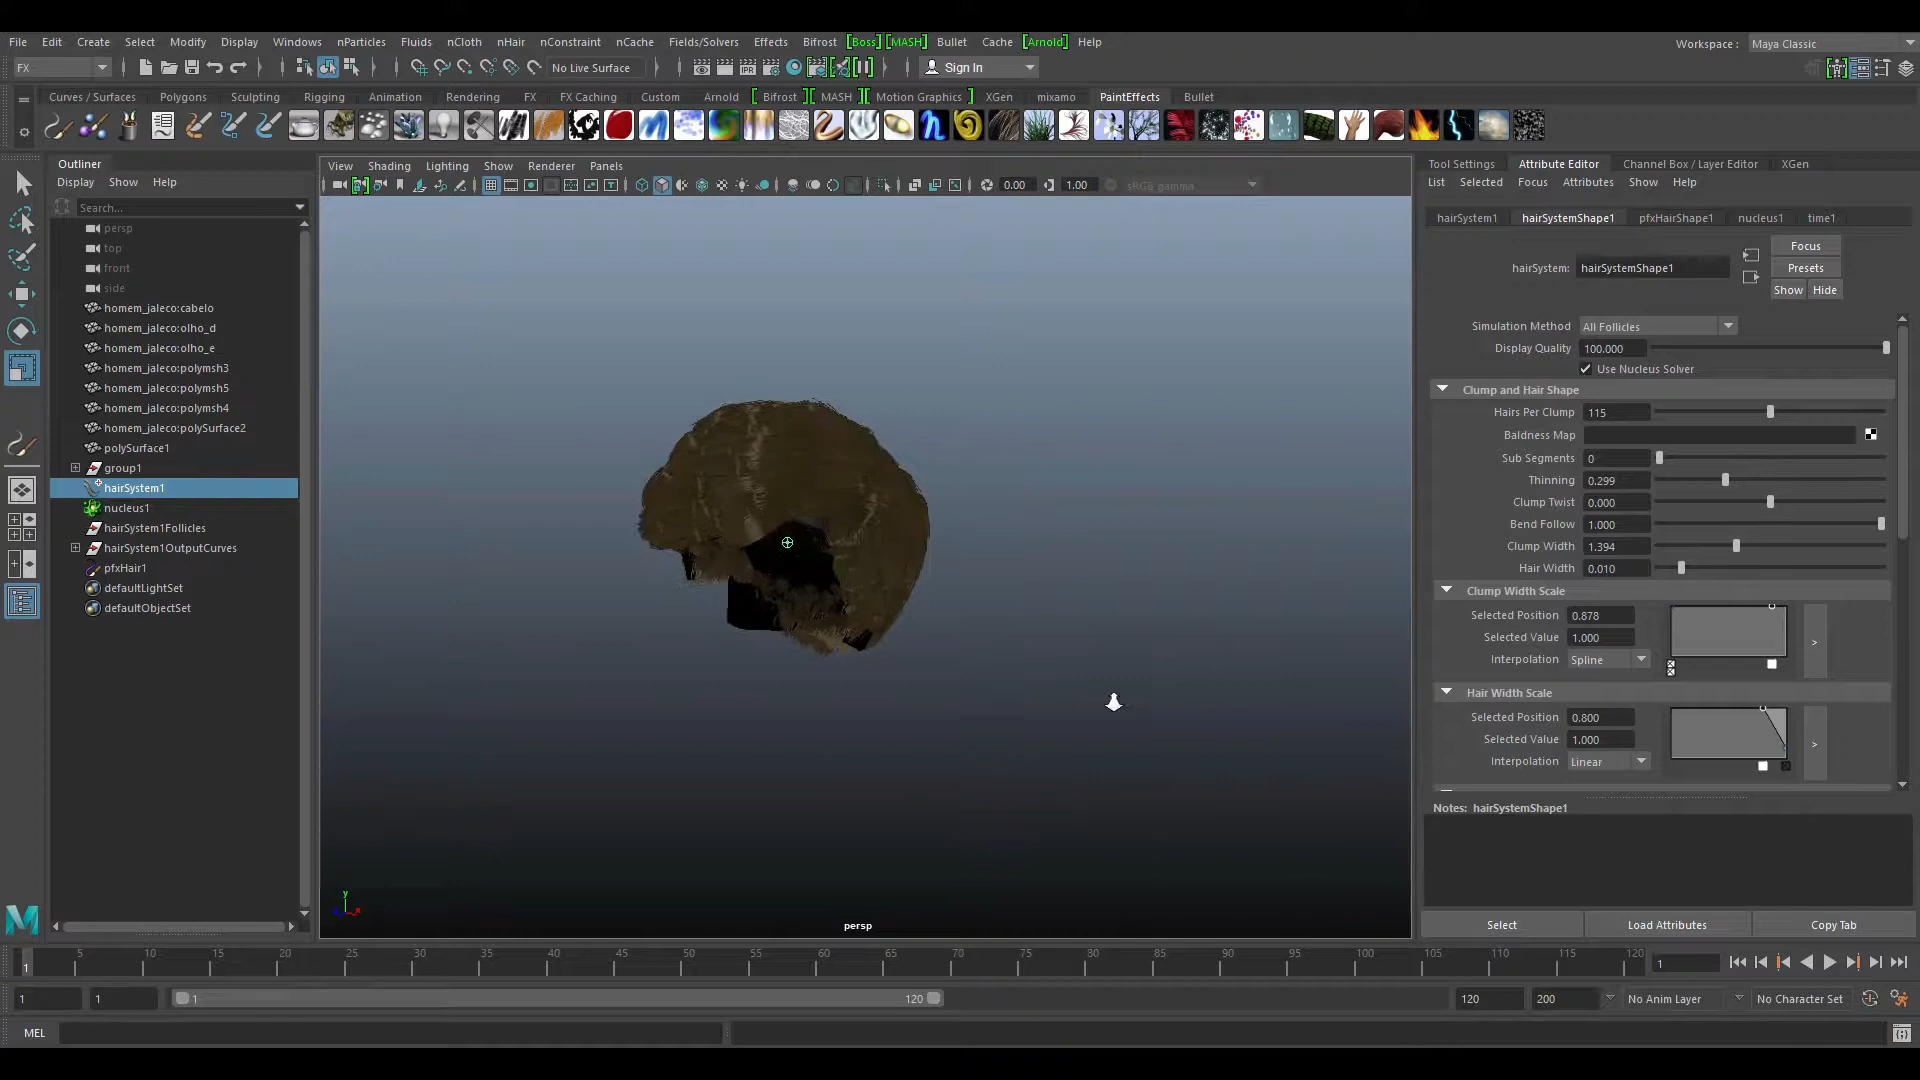 File Edit Create Select Modify Display Windows nParticles Fluids nCloth nHair nConstraint nCache Fields/Solvers Effects Bifrost [Boss] [MASH] Bullet Cache [Arnold] Help
Workspace : Maya Classic
FX No Live Surface Sign In
Curves / Surfaces Polygons Sculpting Rigging Animation Rendering FX FX Caching Custom Arnold [ Bifrost ] [ MASH ] [ Motion Graphics ] XGen mixamo PaintEffects Bullet
IPR
Outliner
Display Show Help
Search...
persp
top
front
side
homem_jaleco:cabelo
homem_jaleco:olho_d
homem_jaleco:olho_e
homem_jaleco:polymsh3
homem_jaleco:polymsh5
homem_jaleco:polymsh4
homem_jaleco:polySurface2
polySurface1
group1
hairSystem1
nucleus1
hairSystem1Follicles
hairSystem1OutputCurves
pfxHair1
defaultLightSet
defaultObjectSet
View Shading Lighting Show Renderer Panels
0.00 1.00 sRGB gamma
y
x
persp
Tool Settings Attribute Editor Channel Box / Layer Editor XGen
List Selected Focus Attributes Show Help
hairSystem1 hairSystemShape1 pfxHairShape1 nucleus1 time1
Focus
hairSystem: hairSystemShape1 Presets
Show Hide
Simulation Method All Follicles
Display Quality 100.000
Use Nucleus Solver
Clump and Hair Shape
Hairs Per Clump 115
Baldness Map
Sub Segments 0
Thinning 0.299
Clump Twist 0.000
Bend Follow 1.000
Clump Width 1.394
Hair Width 0.010
Clump Width Scale
Selected Position 0.878
Selected Value 1.000 >
Interpolation Spline
Hair Width Scale
Selected Position 0.800
Selected Value 1.000 >
Interpolation Linear
Notes: hairSystemShape1
Select Load Attributes Copy Tab
1 5 10 15 20 25 30 35 40 45 50 55 60 65 70 75 80 85 90 95 100 105 110 115 120 1
1 1 1 120 120 200 No Anim Layer No Character Set
MEL